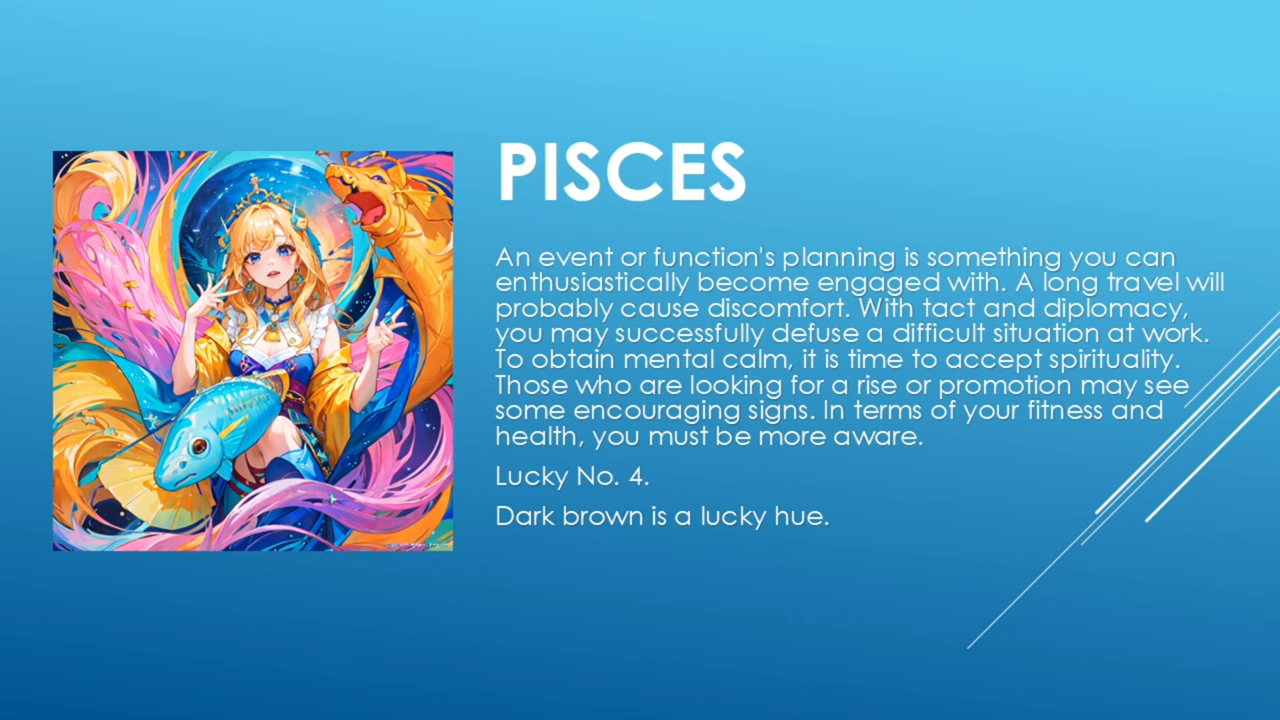 PISCES
An event or function's planning is something you can
enthusiastically become engaged with. A long travel will
probably cause discomfort. With tact and diplomacy,
you may successfully defuse a difficult situation at work.
To obtain mental calm, it is time to accept spirituality.
Those who are looking for a rise or promotion may see
some encouraging signs. In terms of your fitness and
health, you must be more aware.
Lucky No. 4.
Dark brown is a lucky hue.